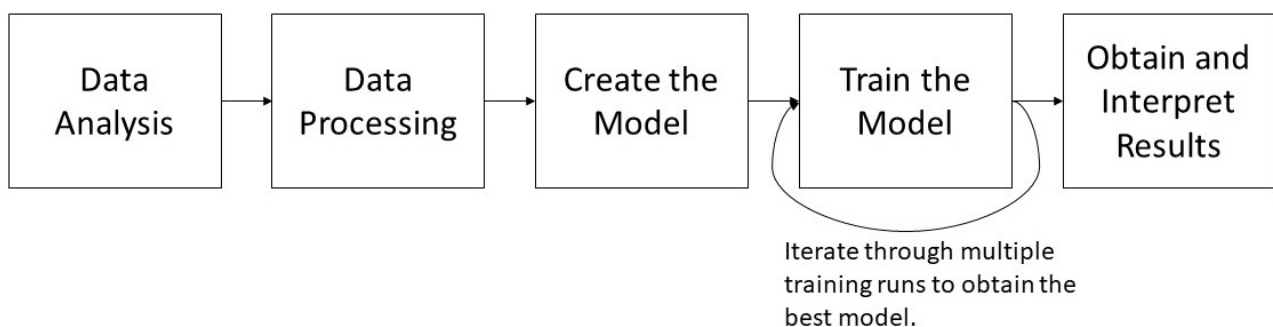 Data
Analysis
Data
Processing
Create the
Model
Train the
Model
Obtain and
Interpret
Results
Iterate through multiple
training runs to obtain the
best model.